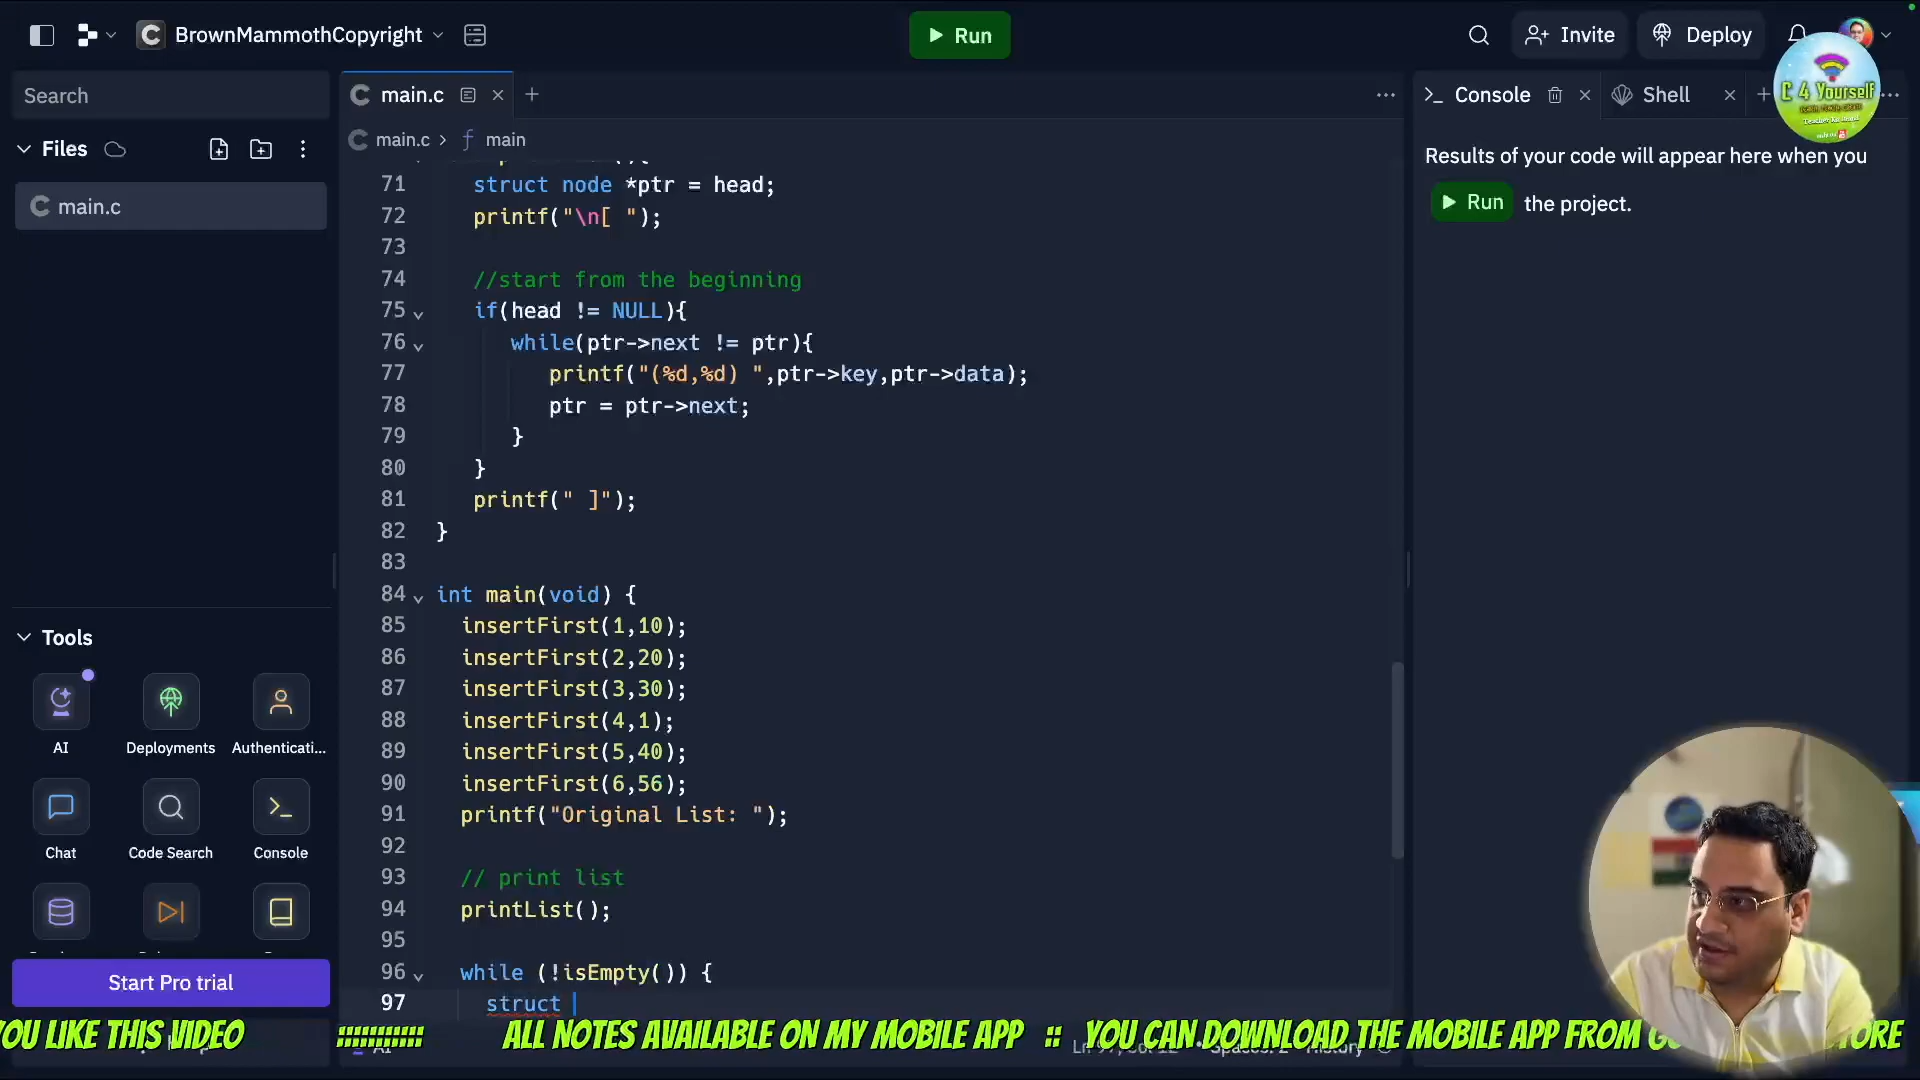 BrownMammothCopyright
Run
Invite
Deploy
Search
main.c
Console
Shell
C 4 Yourself
Files
main.c > main
Results of your code will appear here when you
Run the project.
main.c
71 struct node *ptr = head;
72 printf("\n[ ");
73
74 //start from the beginning
75 if(head != NULL){
76 while(ptr->next != ptr){
77 printf("(%d,%d) ",ptr->key,ptr->data);
78 ptr = ptr->next;
79 }
80 }
81 printf(" ]");
82 }
83
84 int main(void) {
85 insertFirst(1,10);
86 insertFirst(2,20);
87 insertFirst(3,30);
88 insertFirst(4,1);
89 insertFirst(5,40);
90 insertFirst(6,56);
91 printf("Original List: ");
92
93 // print list
94 printList();
95
96 while (!isEmpty()) {
97 struct
Tools
AI
Deployments
Authenticati...
Chat
Code Search
Console
Start Pro trial
YOU LIKE THIS VIDEO :::::::::: ALL NOTES AVAILABLE ON MY MOBILE APP :: YOU CAN DOWNLOAD THE MOBILE APP FROM